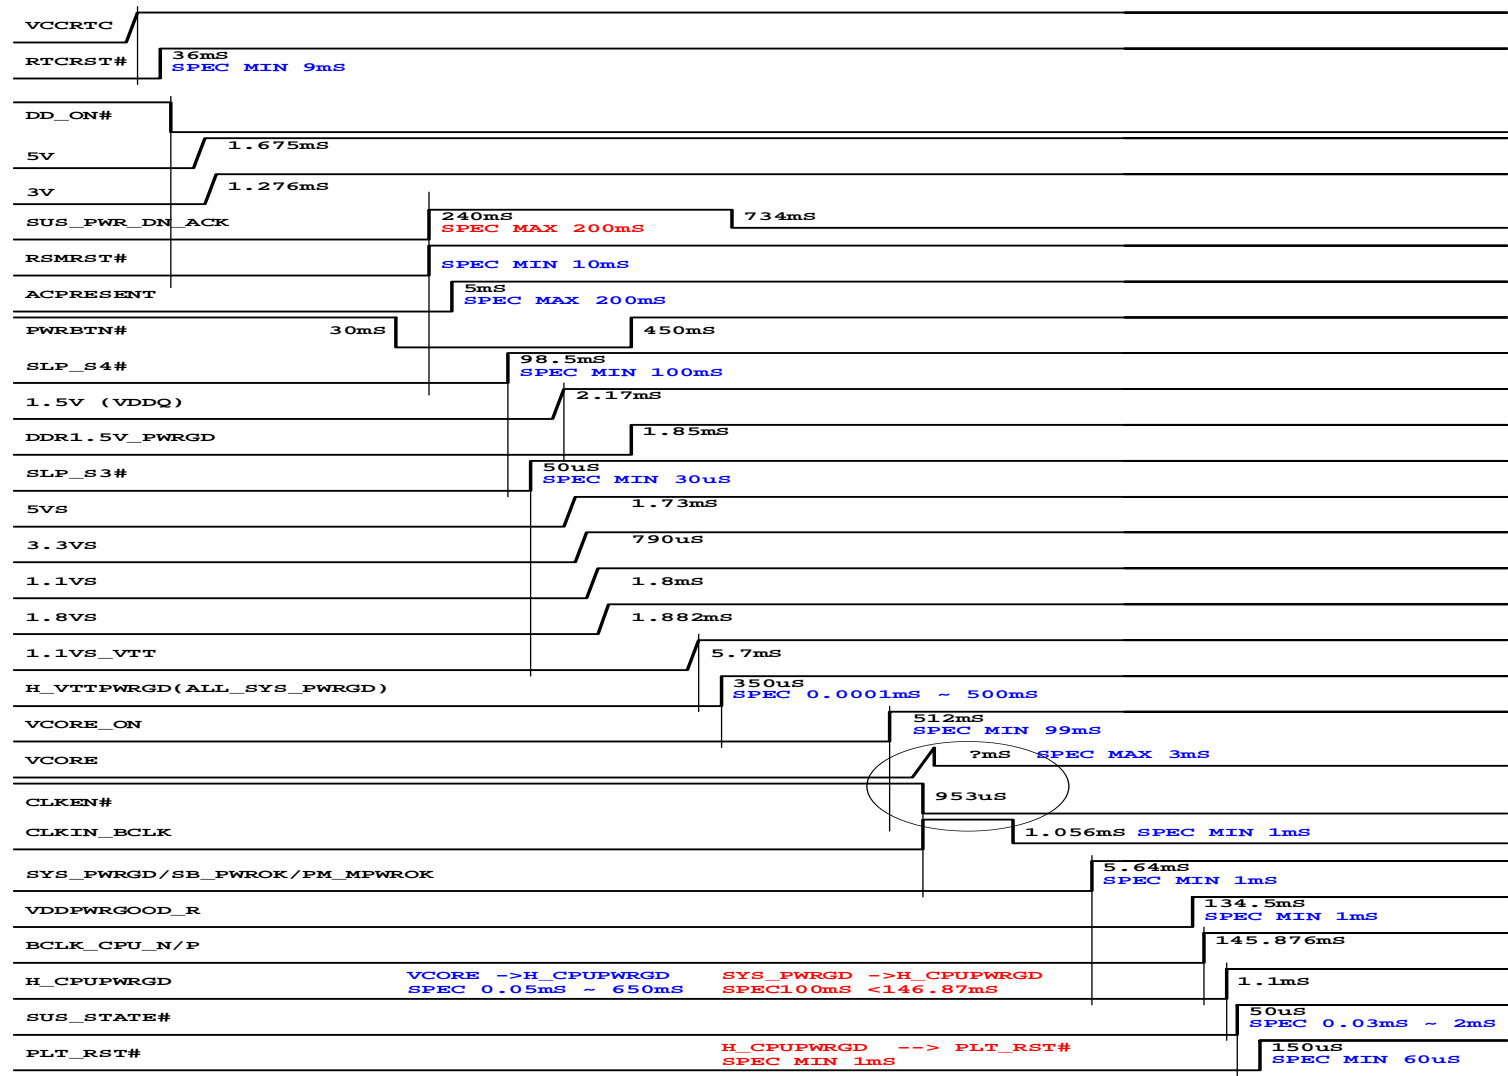 VCCRTC
RTCRST#
36mS
SPEC MIN 9mS
DD_ON#
5V
1.675mS
3V
1.276mS
SUS_PWR_DN_ACK
240mS
SPEC MAX 200mS
734mS
RSMRST#
SPEC MIN 10mS
ACPRESENT
5mS
SPEC MAX 200mS
PWRBTN#
30mS
450mS
SLP_S4#
98.5mS
SPEC MIN 100mS
1.5V (VDDQ)
2.17mS
DDR1.5V_PWRGD
1.85mS
SLP_S3#
50uS
SPEC MIN 30uS
5VS
1.73mS
3.3VS
790uS
1.1VS
1.8mS
1.8VS
1.882mS
1.1VS_VTT
5.7mS
H_VTTPWRGD(ALL_SYS_PWRGD)
350uS
SPEC 0.0001mS ~ 500mS
VCORE_ON
512mS
SPEC MIN 99mS
VCORE
?mS SPEC MAX 3mS
CLKEN#
953uS
CLKIN_BCLK
1.056mS SPEC MIN 1mS
SYS_PWRGD/SB_PWROK/PM_MPWROK
5.64mS
SPEC MIN 1mS
VDDPWRGOOD_R
134.5mS
SPEC MIN 1mS
BCLK_CPU_N/P
145.876mS
H_CPUPWRGD
VCORE ->H_CPUPWRGD
SPEC 0.05mS ~ 650mS
SYS_PWRGD ->H_CPUPWRGD
SPEC100mS <146.87mS
1.1mS
SUS_STATE#
50uS
SPEC 0.03mS ~ 2mS
PLT_RST#
H_CPUPWRGD --> PLT_RST#
SPEC MIN 1mS
150uS
SPEC MIN 60uS